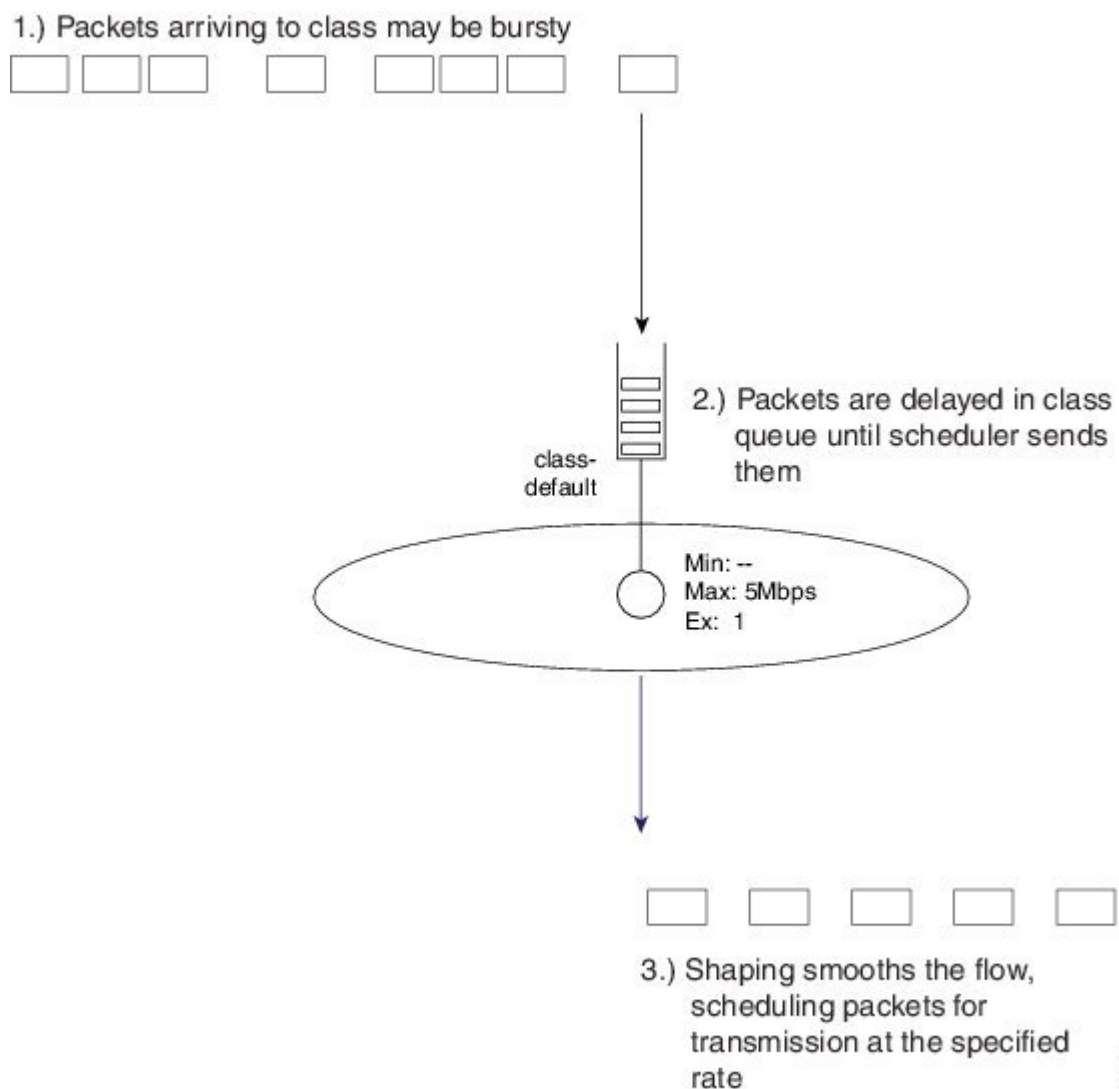 1.) Packets arriving to class may be bursty
2.) Packets are delayed in class
queue until scheduler sends
them
class-
default
Min: --
Max: 5Mbps
Ex: 1
3.) Shaping smooths the flow,
scheduling packets for
transmission at the specified
rate